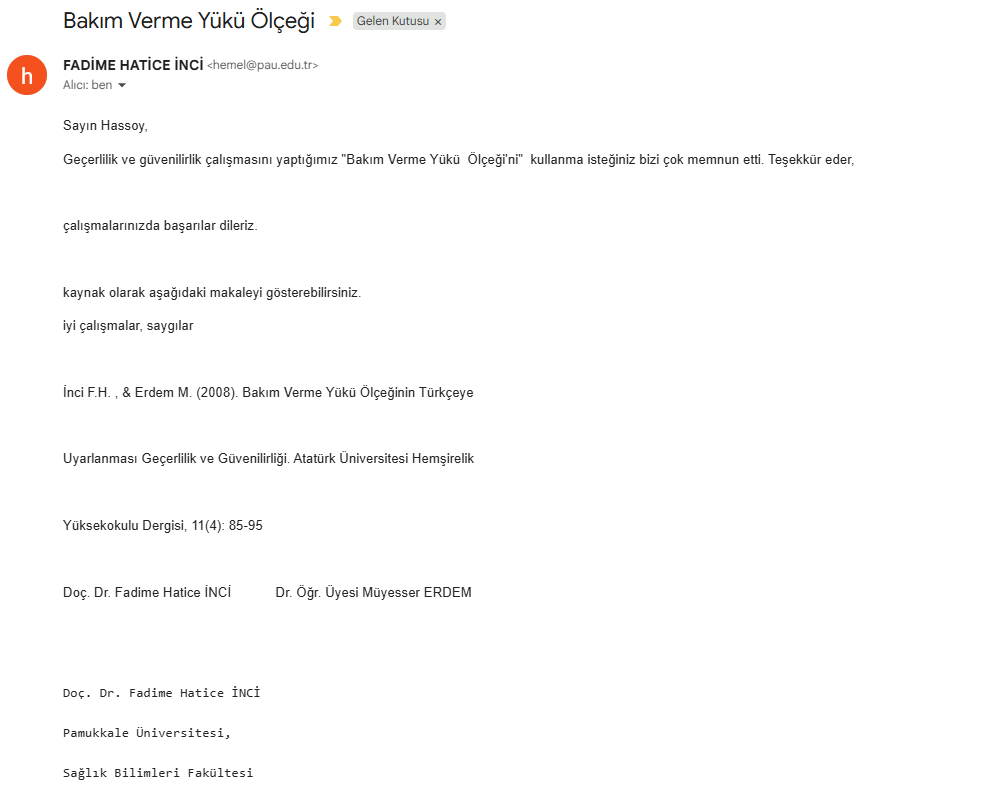 Bakım Verme Yükü Ölçeği Gelen Kutusu ×
h
FADİME HATİCE İNCİ <hemel@pau.edu.tr>
Alıcı: ben
Sayın Hassoy,
Geçerlilik ve güvenilirlik çalışmasını yaptığımız "Bakım Verme Yükü Ölçeği'ni" kullanma isteğiniz bizi çok memnun etti. Teşekkür eder,
çalışmalarınızda başarılar dileriz.
kaynak olarak aşağıdaki makaleyi gösterebilirsiniz.
iyi çalışmalar, saygılar
İnci F.H. , & Erdem M. (2008). Bakım Verme Yükü Ölçeğinin Türkçeye
Uyarlanması Geçerlilik ve Güvenilirliği. Atatürk Üniversitesi Hemşirelik
Yüksekokulu Dergisi, 11(4): 85-95
Doç. Dr. Fadime Hatice İNCİ Dr. Öğr. Üyesi Müyesser ERDEM
Doç. Dr. Fadime Hatice İNCİ
Pamukkale Üniversitesi,
Sağlık Bilimleri Fakültesi